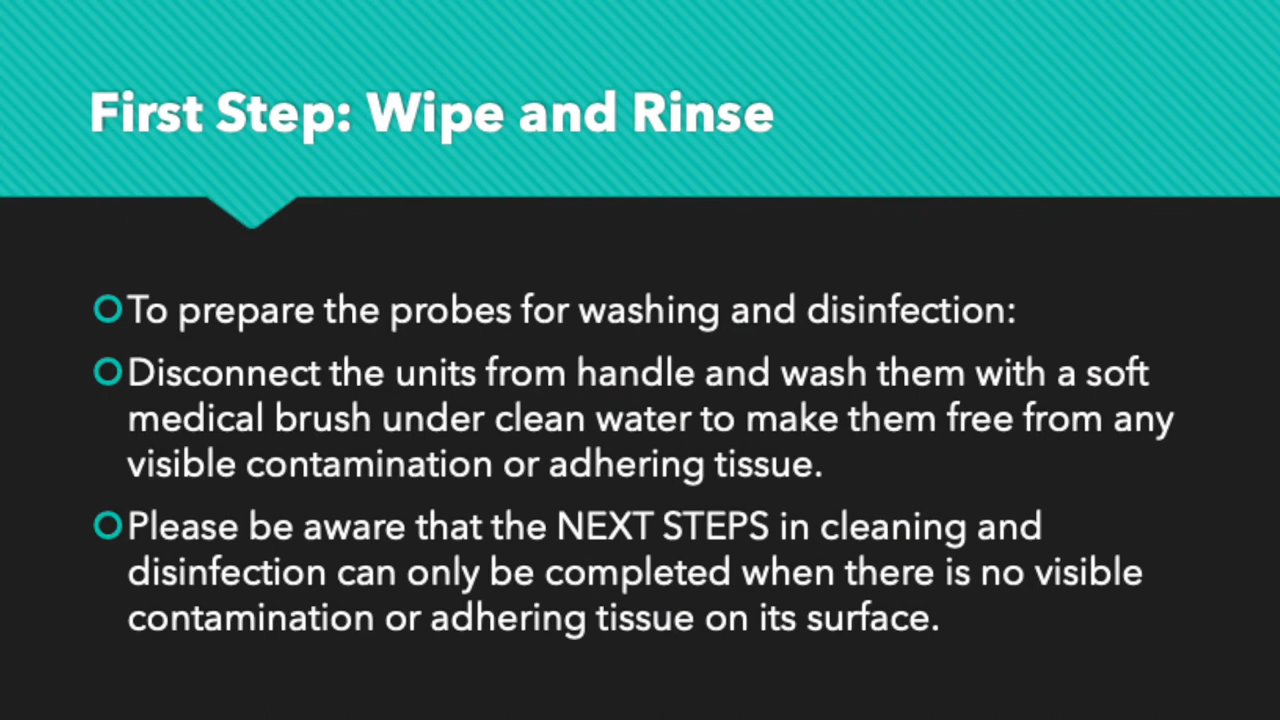 First Step: Wipe and Rinse
To prepare the probes for washing and disinfection:
Disconnect the units from handle and wash them with a soft
medical brush under clean water to make them free from any
visible contamination or adhering tissue.
Please be aware that the NEXT STEPS in cleaning and
disinfection can only be completed when there is no visible
contamination or adhering tissue on its surface.